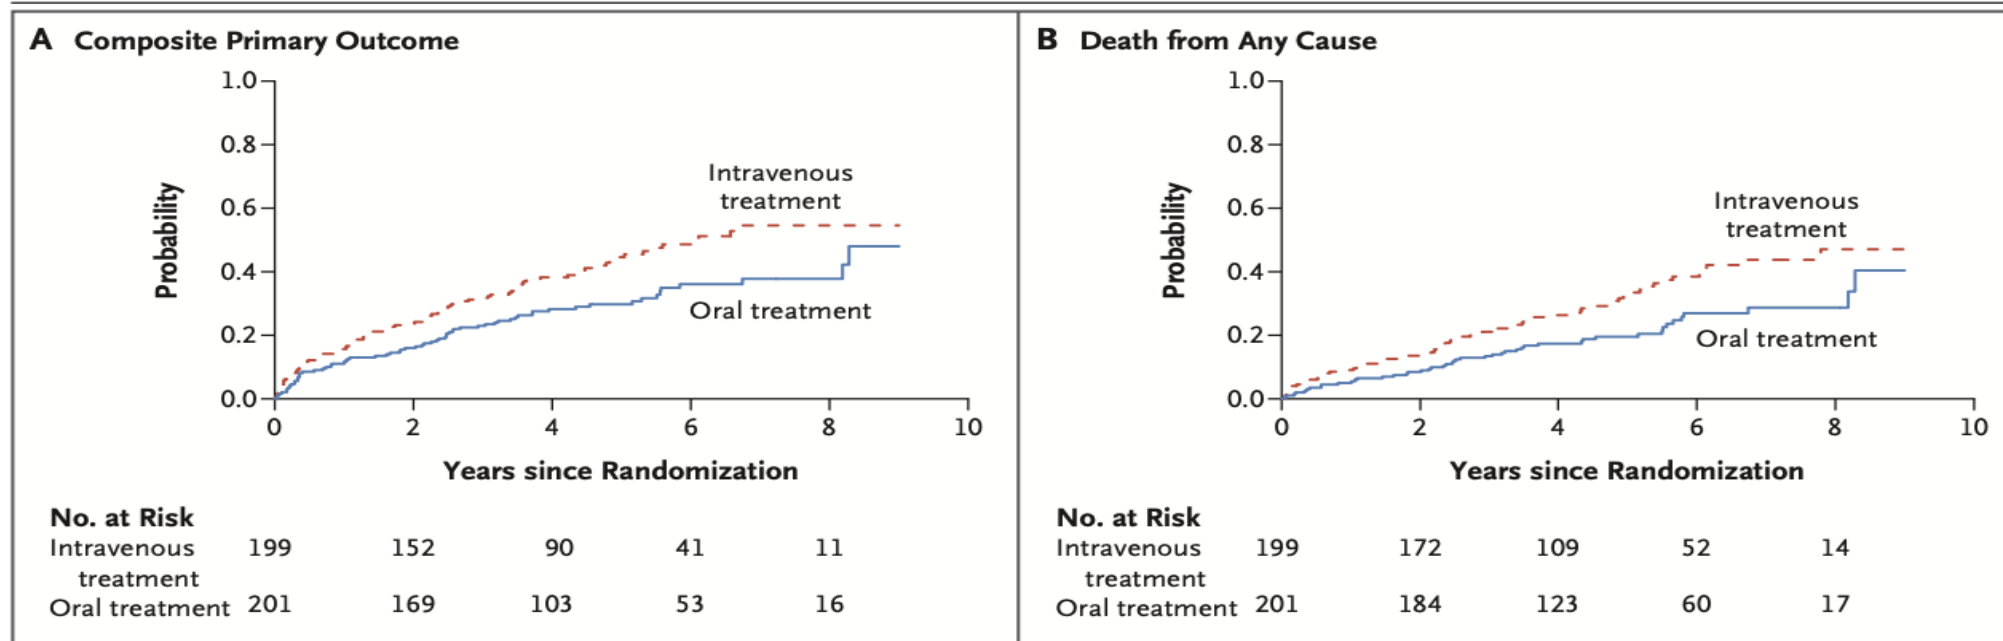 A Composite Primary Outcome
1.0
0.8
0.6
0.4
0.2
0.0
Probability
Intravenous
treatment
Oral treatment
0 2 4 6 8 10
Years since Randomization
No. at Risk
Intravenous treatment 199 152 90 41 11
Oral treatment 201 169 103 53 16
B Death from Any Cause
1.0
0.8
0.6
0.4
0.2
0.0
Probability
Intravenous
treatment
Oral treatment
0 2 4 6 8 10
Years since Randomization
No. at Risk
Intravenous treatment 199 172 109 52 14
Oral treatment 201 184 123 60 17